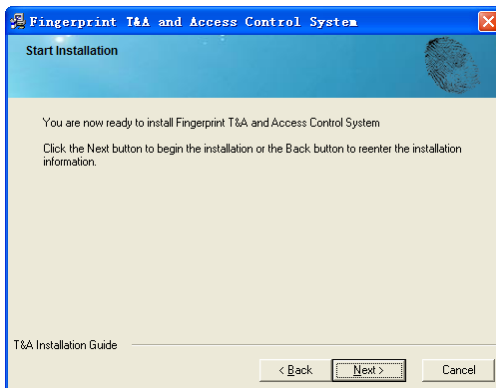 Fingerprint T&A and Access Control System
Start Installation
You are now ready to install Fingerprint T&A and Access Control System
Click the Next button to begin the installation or the Back button to reenter the installation
information.
T&A Installation Guide
< Back
Next >
Cancel